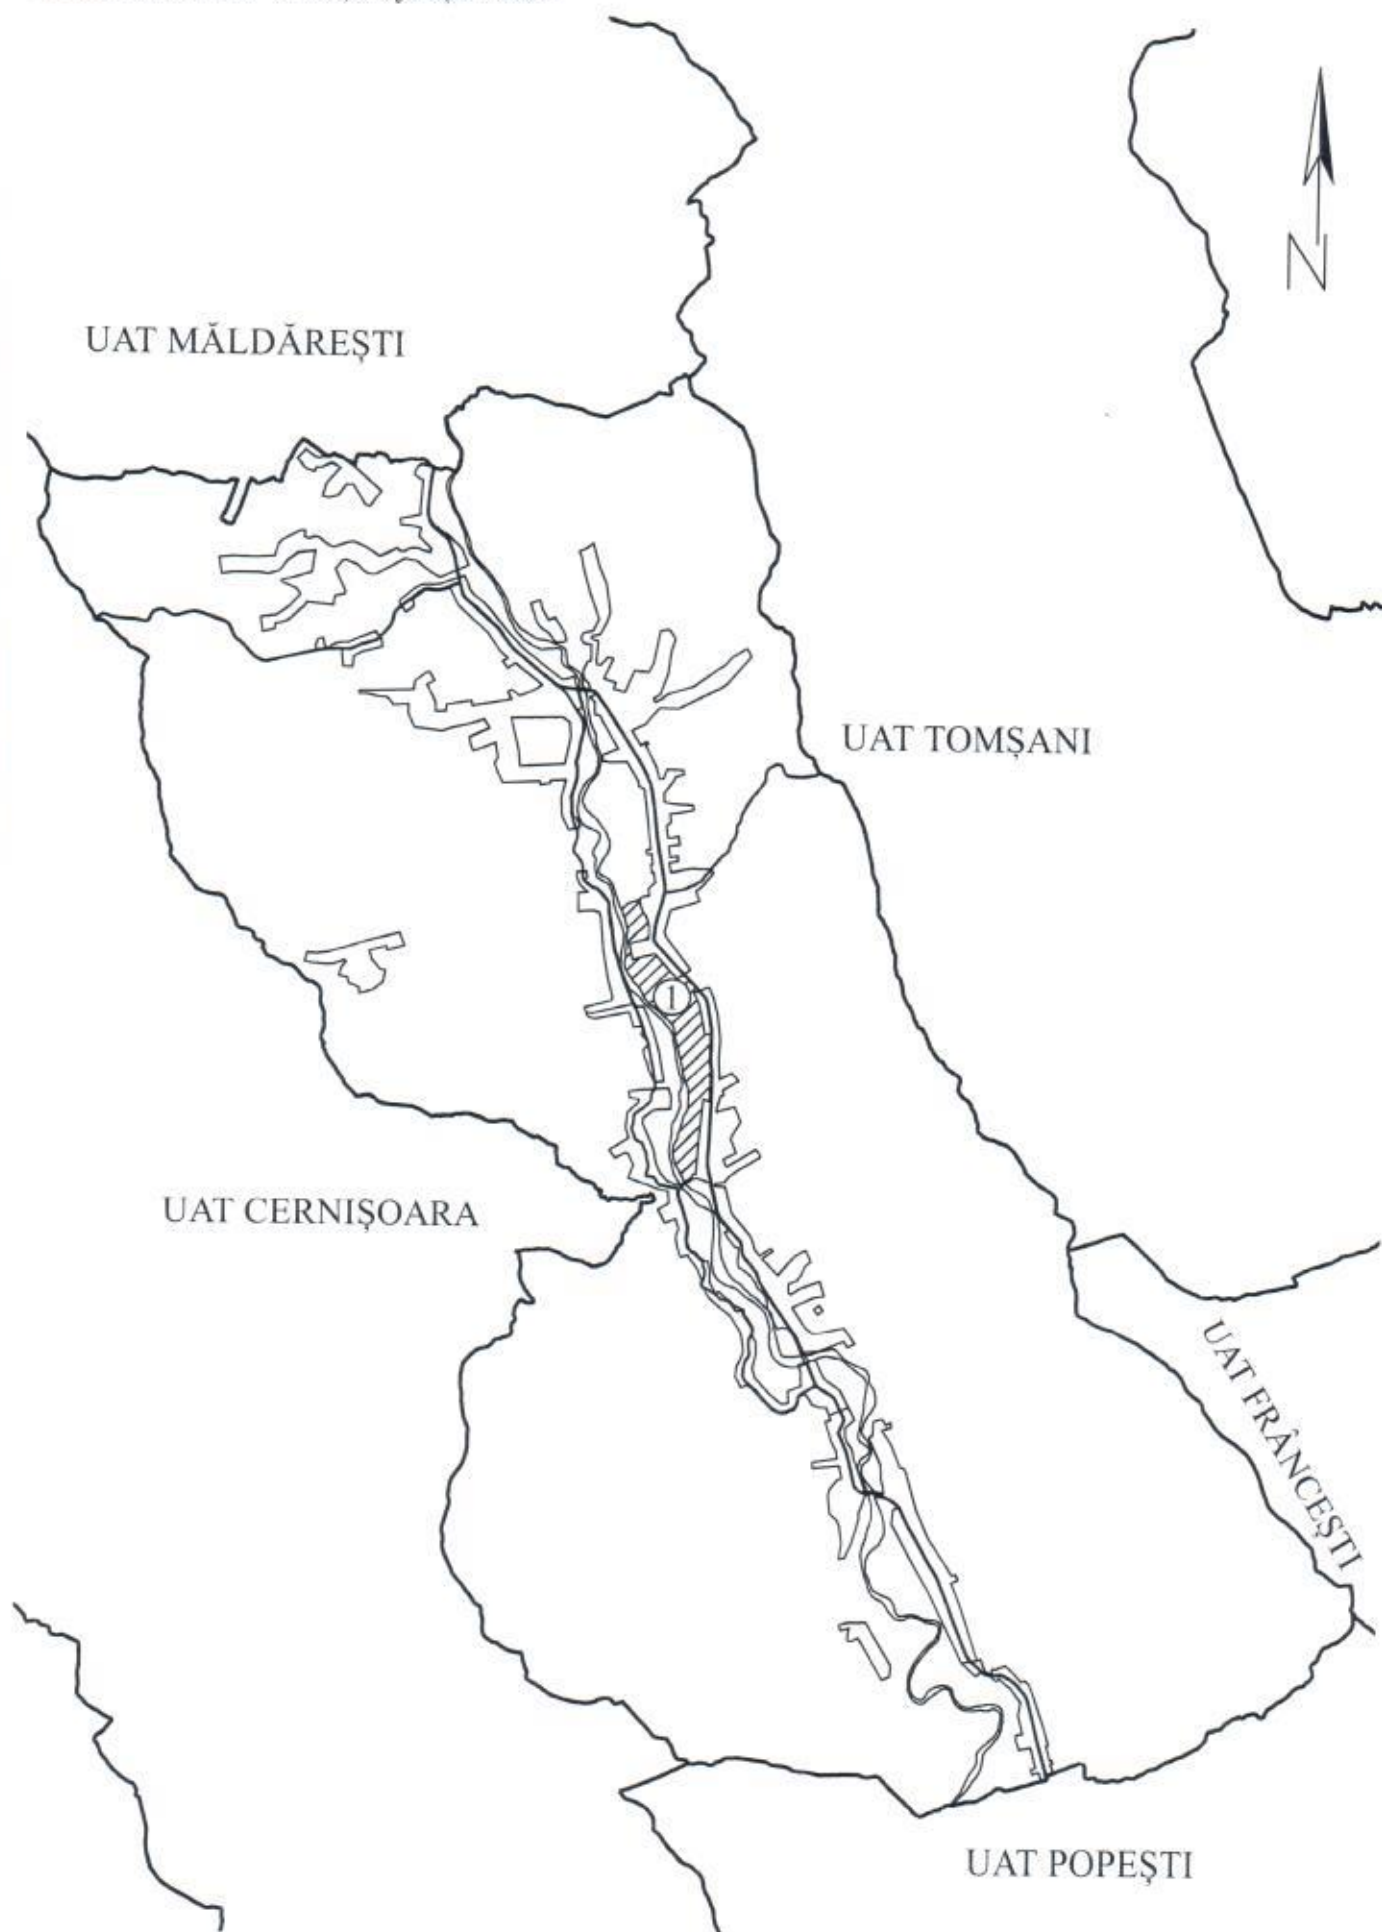 N
UAT MĂLDĂREȘTI
UAT TOMȘANI
1
UAT CERNIȘOARA
UAT FRÂNCEȘTI
UAT POPEȘTI